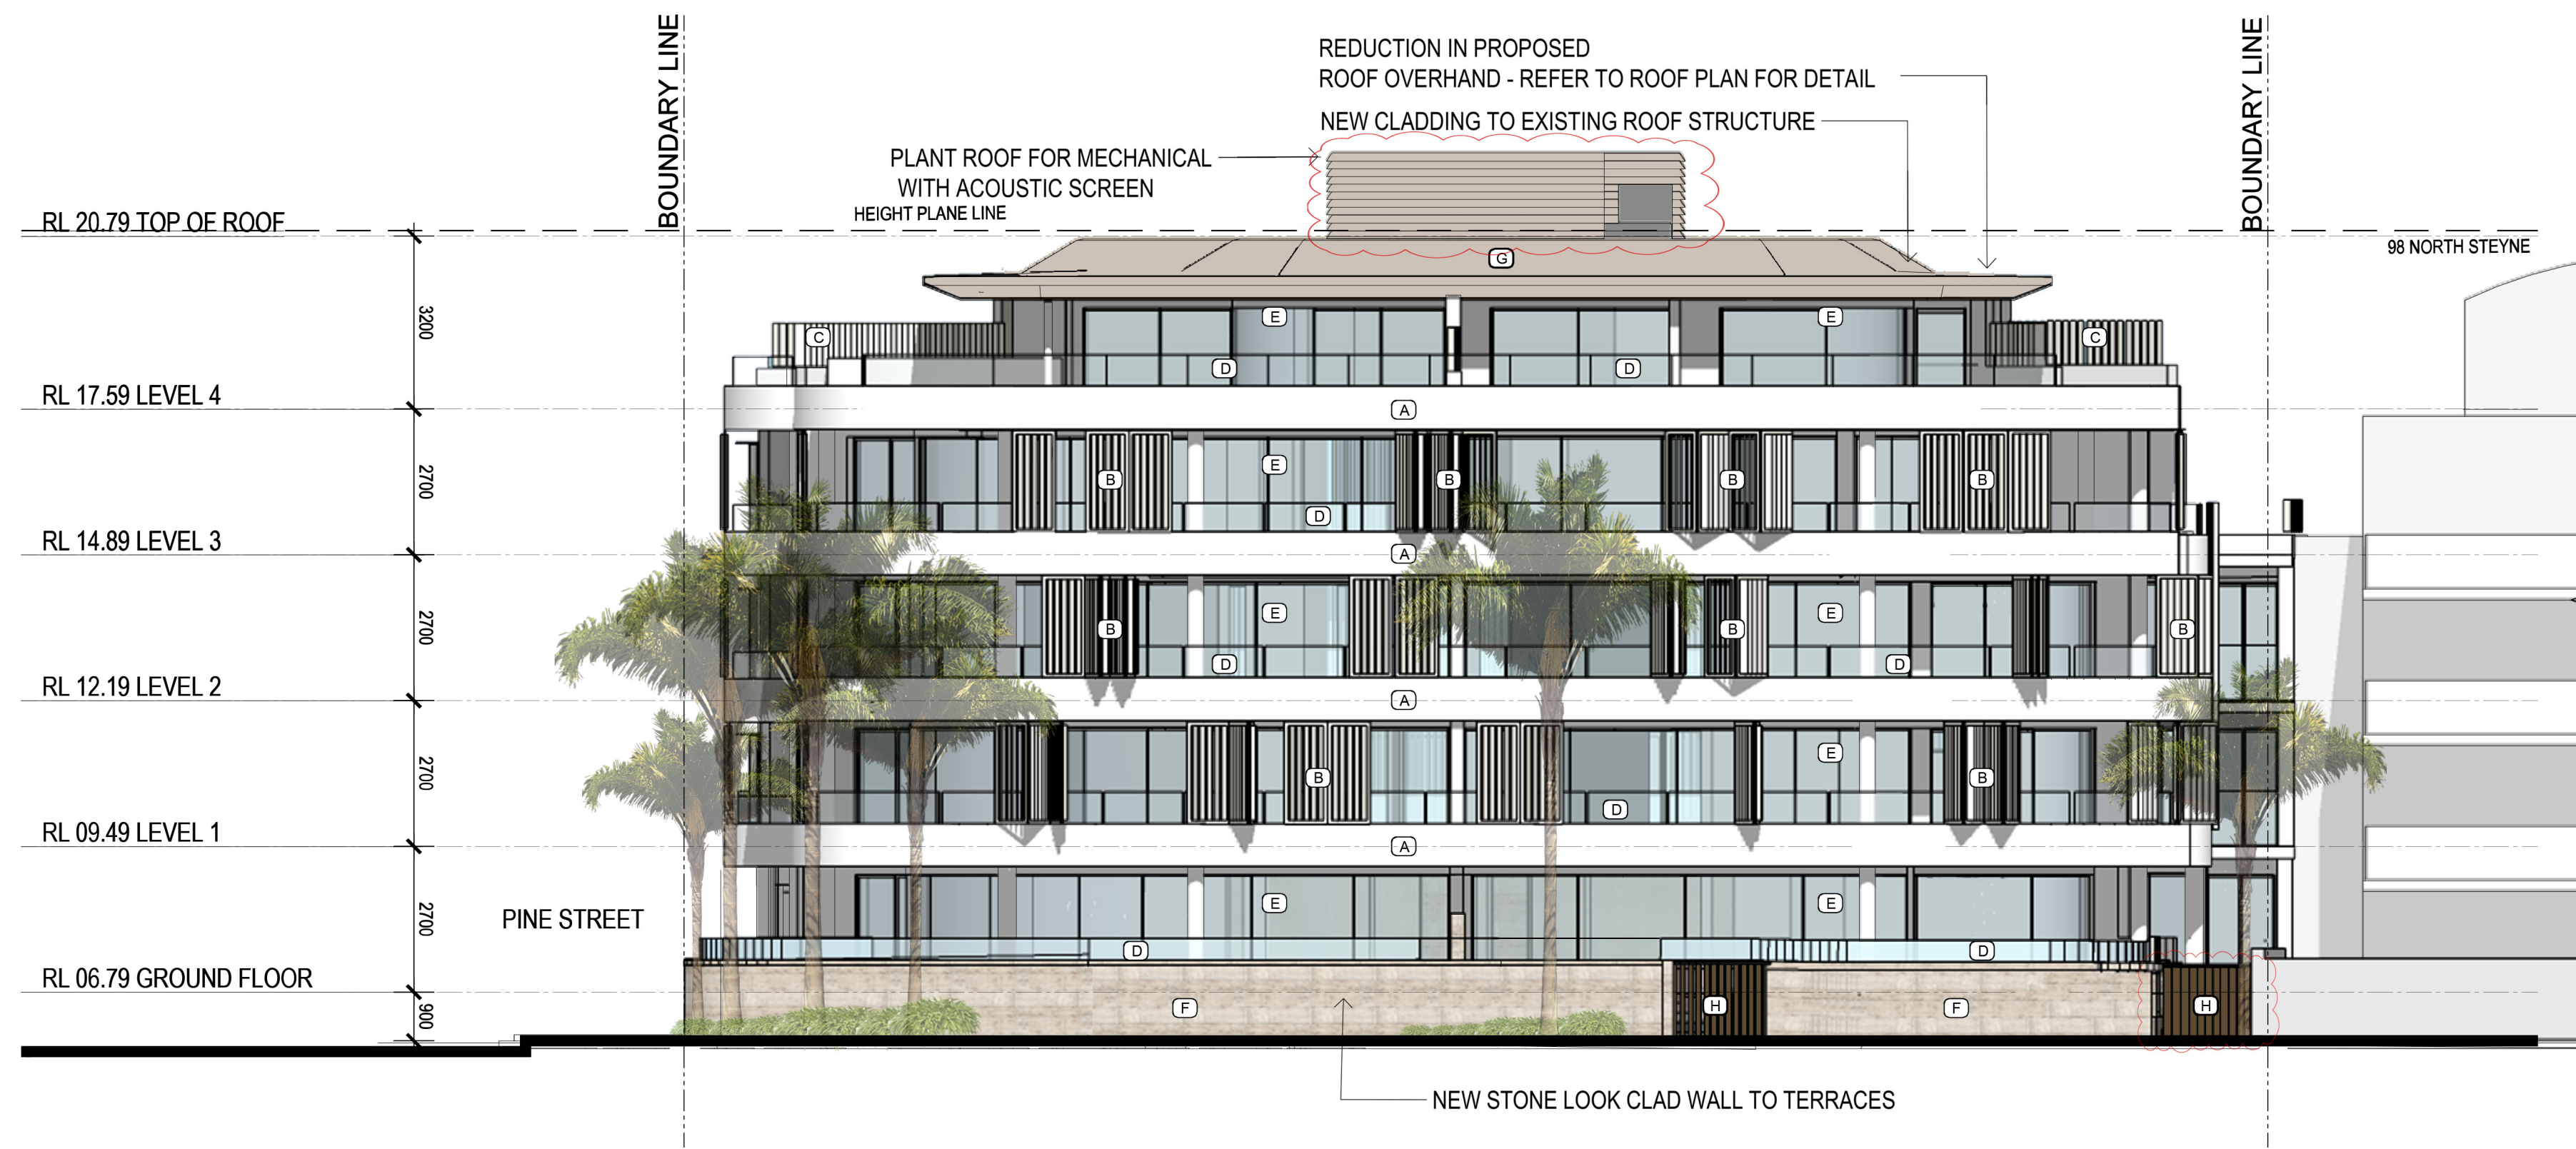 BOUNDARY LINE
BOUNDARY LINE
REDUCTION IN PROPOSED
ROOF OVERHAND - REFER TO ROOF PLAN FOR DETAIL
NEW CLADDING TO EXISTING ROOF STRUCTURE
PLANT ROOF FOR MECHANICAL
WITH ACOUSTIC SCREEN
HEIGHT PLANE LINE
RL 20.79 TOP OF ROOF
98 NORTH STEYNE
G
3200
E
E
C
C
D
D
RL 17.59 LEVEL 4
A
2700
E
B
B
B
B
D
RL 14.89 LEVEL 3
A
2700
E
E
B
B
B
D
D
RL 12.19 LEVEL 2
A
2700
E
B
B
D
RL 09.49 LEVEL 1
A
2700
PINE STREET
E
E
D
D
RL 06.79 GROUND FLOOR
900
F
H
F
H
NEW STONE LOOK CLAD WALL TO TERRACES